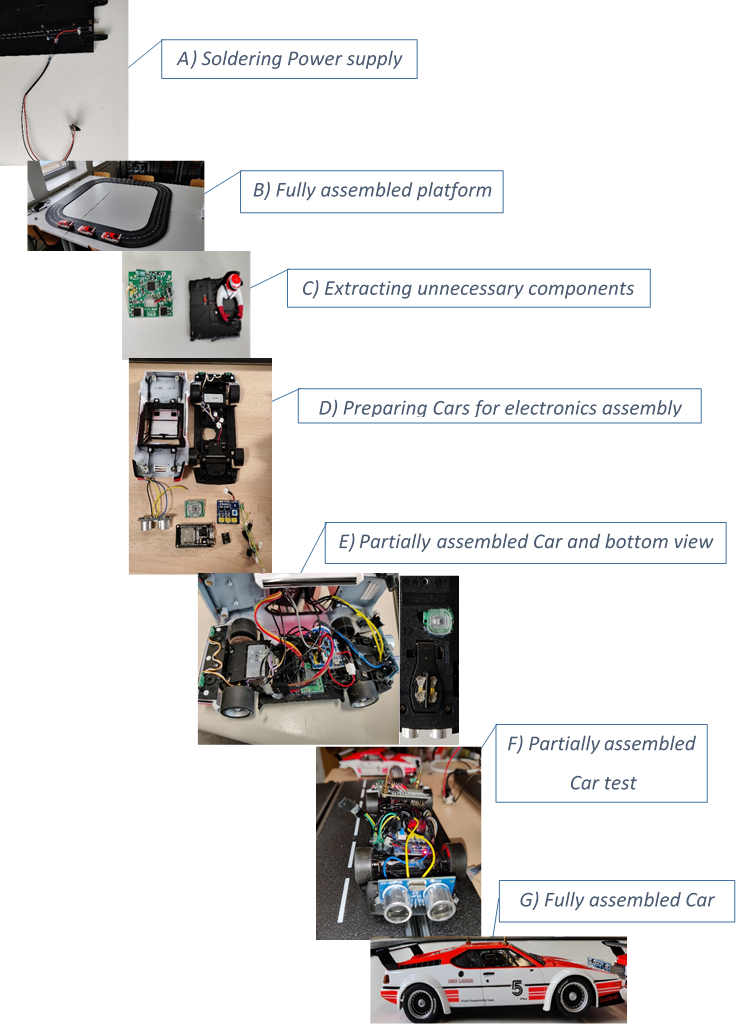 A) Soldering Power supply
B) Fully assembled platform
C) Extracting unnecessary components
D) Preparing Cars for electronics assembly
E) Partially assembled Car and bottom view
F) Partially assembled
Car test
G) Fully assembled Car
5